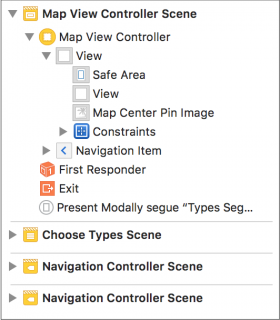 Map View Controller Scene
Map View Controller
View
Safe Area
View
Map Center Pin Image
Constraints
Navigation Item
First Responder
Exit
Present Modally segue “Types Seg...
Choose Types Scene
Navigation Controller Scene
Navigation Controller Scene